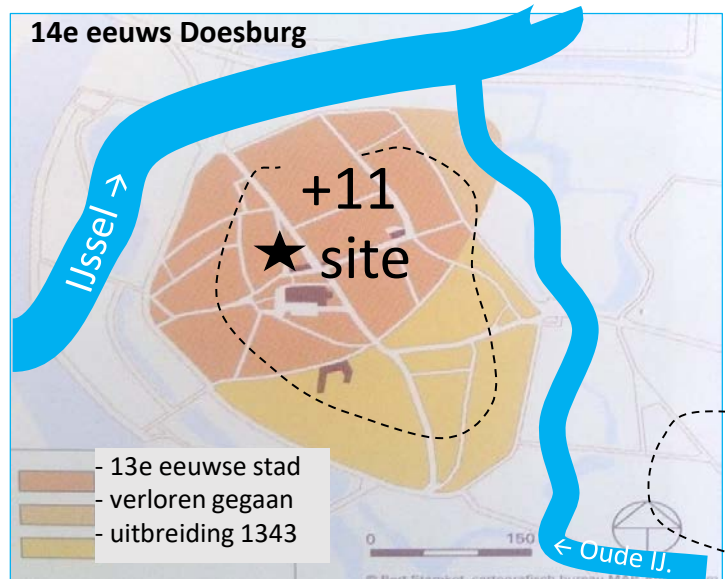 14e eeuws Doesburg
IJssel →
+11
site
- 13e eeuwse stad
- verloren gegaan
- uitbreiding 1343
0 150
← Oude IJ.